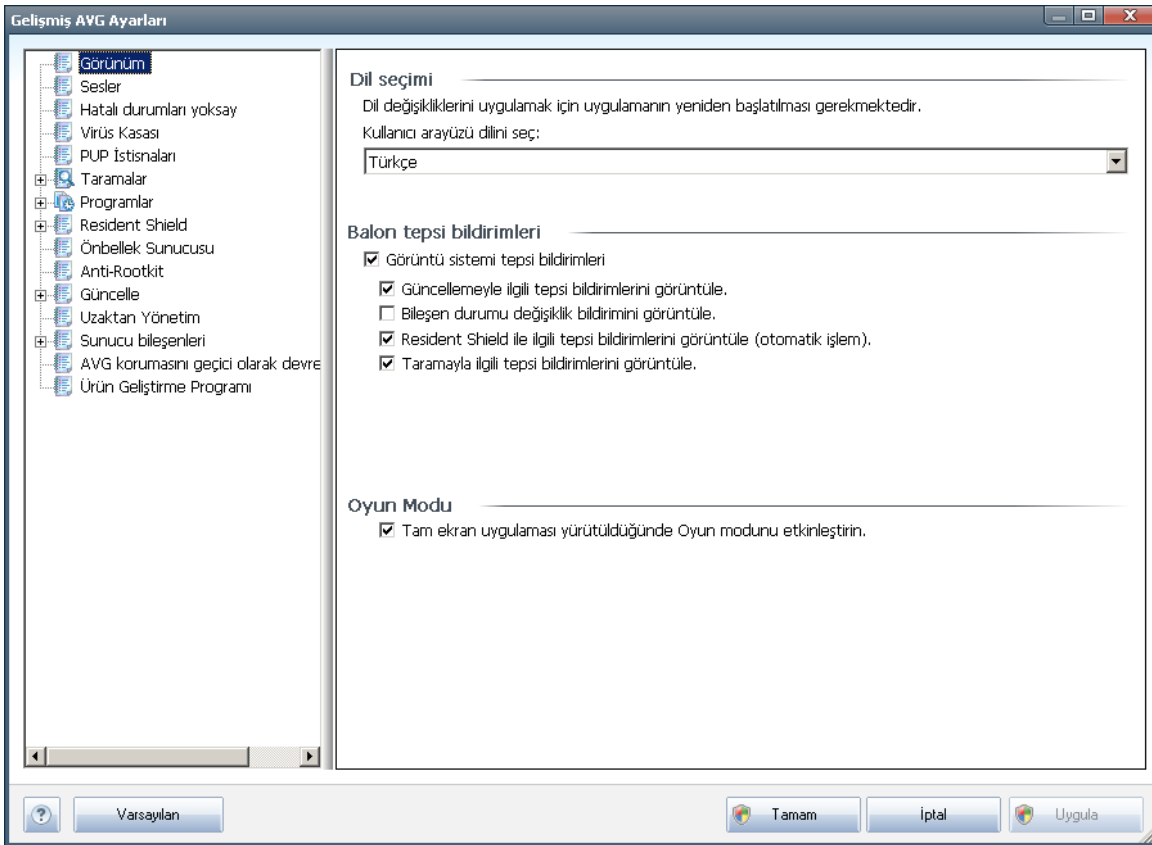 Gelişmiş AVG Ayarları
Görünüm
Sesler
Hatalı durumları yoksay
Virüs Kasası
PUP İstisnaları
Taramalar
Programlar
Resident Shield
Önbellek Sunucusu
Anti-Rootkit
Güncelle
Uzaktan Yönetim
Sunucu bileşenleri
AVG korumasını geçici olarak devre
Ürün Geliştirme Programı
Dil seçimi
Dil değişikliklerini uygulamak için uygulamanın yeniden başlatılması gerekmektedir.
Kullanıcı arayüzü dilini seç:
Türkçe
Balon tepsi bildirimleri
Görüntü sistemi tepsi bildirimleri
Güncellemeyle ilgili tepsi bildirimlerini görüntüle.
Bileşen durumu değişiklik bildirimini görüntüle.
Resident Shield ile ilgili tepsi bildirimlerini görüntüle (otomatik işlem).
Taramayla ilgili tepsi bildirimlerini görüntüle.
Oyun Modu
Tam ekran uygulaması yürütüldüğünde Oyun modunu etkinleştirin.
Varsayılan
Tamam
İptal
Uygula